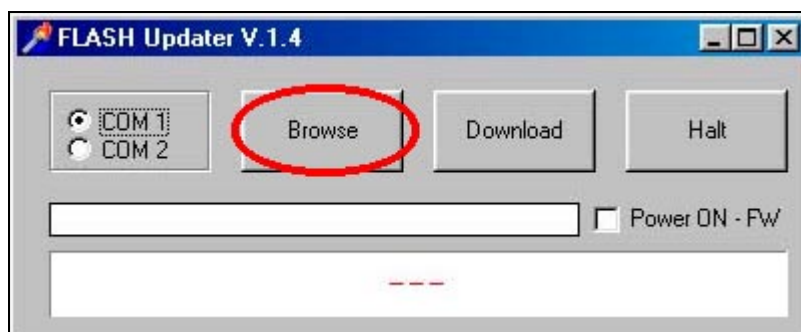 FLASH Updater V.1.4
COM 1
COM 2
Browse
Download
Halt
Power ON - FW
---